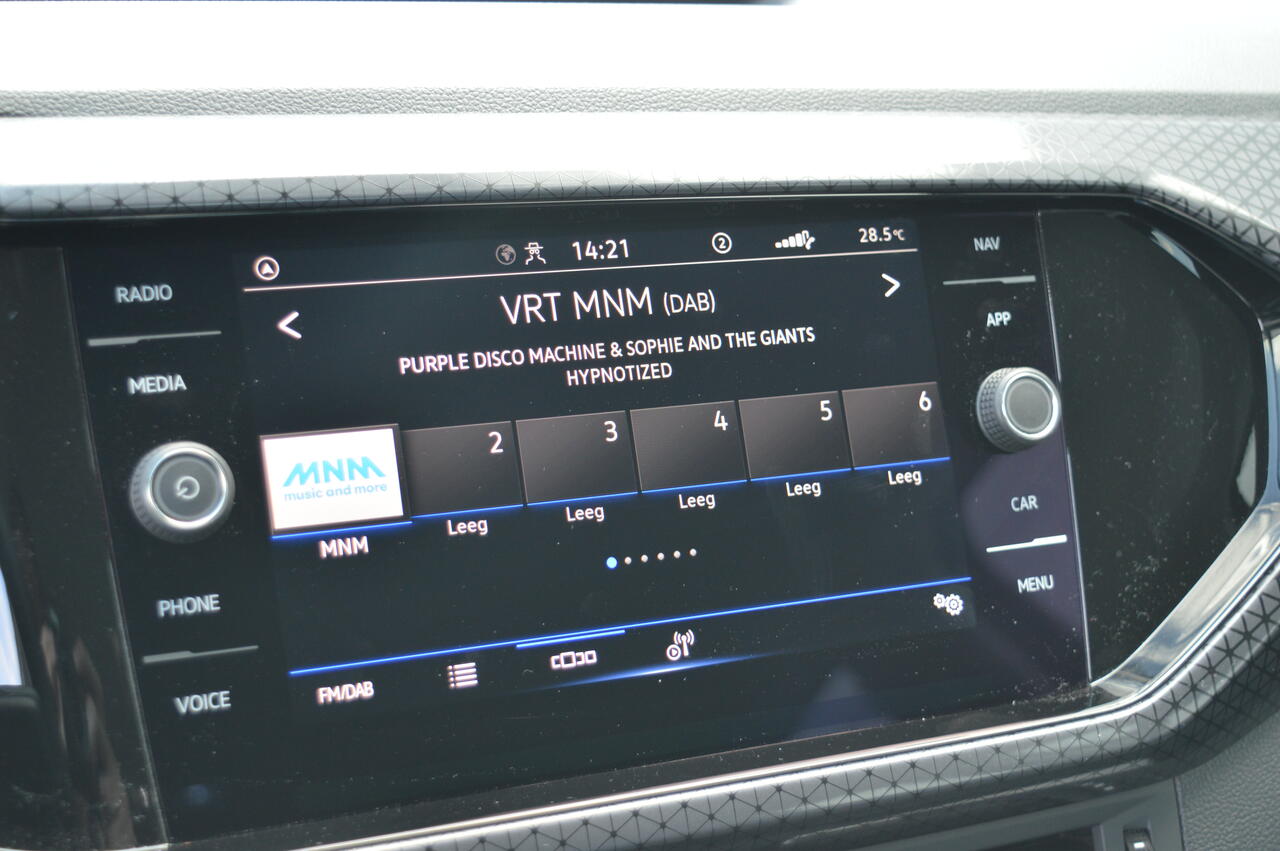 14:21
2
28.5°C
NAV
RADIO
VRT MNM (DAB)
APP
MEDIA
PURPLE DISCO MACHINE & SOPHIE AND THE GIANTS
HYPNOTIZED
MNM
music and more
2
3
4
5
6
MNM
Leeg
Leeg
Leeg
Leeg
Leeg
CAR
PHONE
MENU
VOICE
FM/DAB